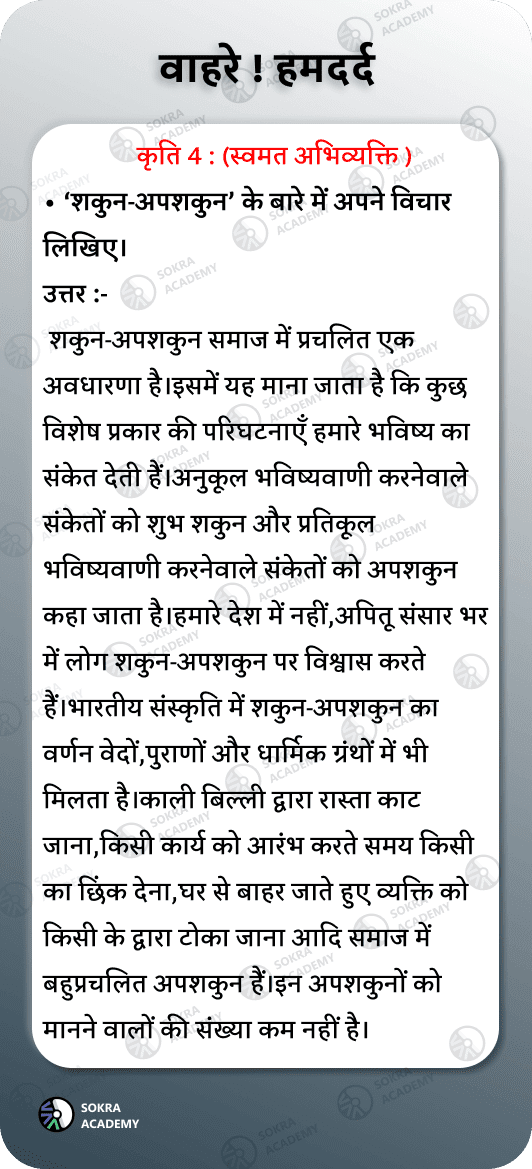 वाहरे ! हमदर्द
कृति 4 : (स्वमत अभिव्यक्ति )
• ‘शकुन-अपशकुन’ के बारे में अपने विचार
लिखिए।
उत्तर :-
शकुन-अपशकुन समाज में प्रचलित एक
अवधारणा है।इसमें यह माना जाता है कि कुछ
विशेष प्रकार की परिघटनाएँ हमारे भविष्य का
संकेत देती हैं।अनुकूल भविष्यवाणी करनेवाले
संकेतों को शुभ शकुन और प्रतिकूल
भविष्यवाणी करनेवाले संकेतों को अपशकुन
कहा जाता है।हमारे देश में नहीं,अपितू संसार भर
में लोग शकुन-अपशकुन पर विश्वास करते
हैं।भारतीय संस्कृति में शकुन-अपशकुन का
वर्णन वेदों,पुराणों और धार्मिक ग्रंथों में भी
मिलता है।काली बिल्ली द्वारा रास्ता काट
जाना,किसी कार्य को आरंभ करते समय किसी
का छिंक देना,घर से बाहर जाते हुए व्यक्ति को
किसी के द्वारा टोका जाना आदि समाज में
बहुप्रचलित अपशकुन हैं।इन अपशकुनों को
मानने वालों की संख्या कम नहीं है।
SOKRA
ACADEMY